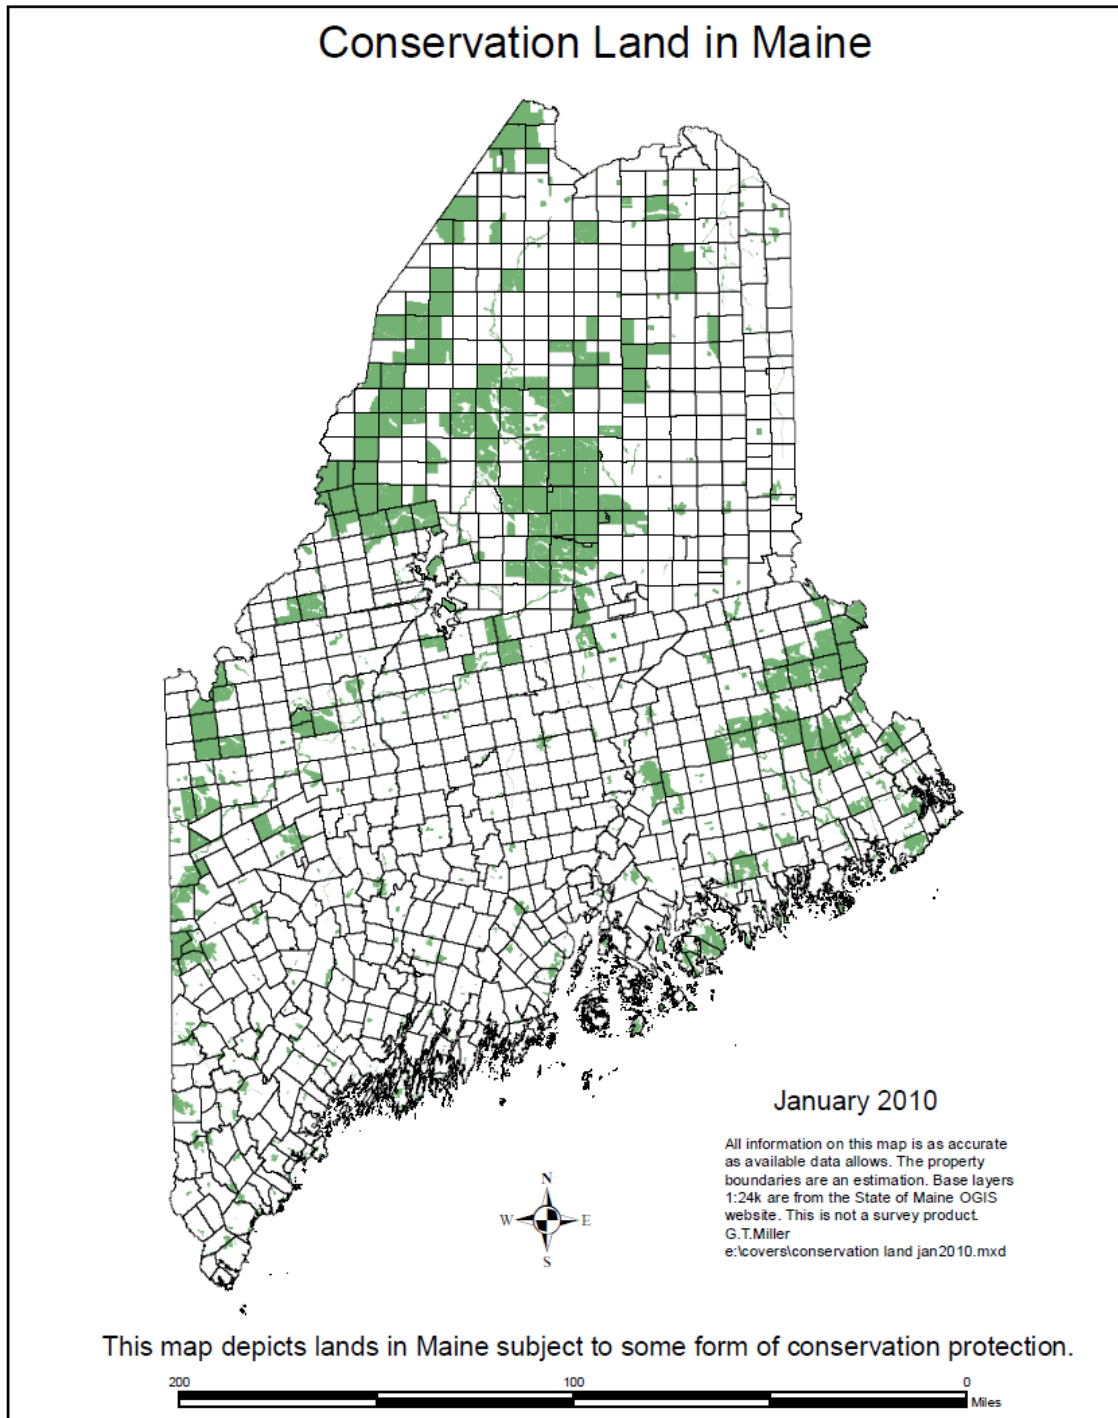 Conservation Land in Maine
January 2010
All information on this map is as accurate
as available data allows. The property
boundaries are an estimation. Base layers
1:24k are from the State of Maine OGIS
website. This is not a survey product.
G.T.Miller
e:\covers\conservation land jan2010.mxd
N
W E
S
This map depicts lands in Maine subject to some form of conservation protection.
200 100 0
Miles